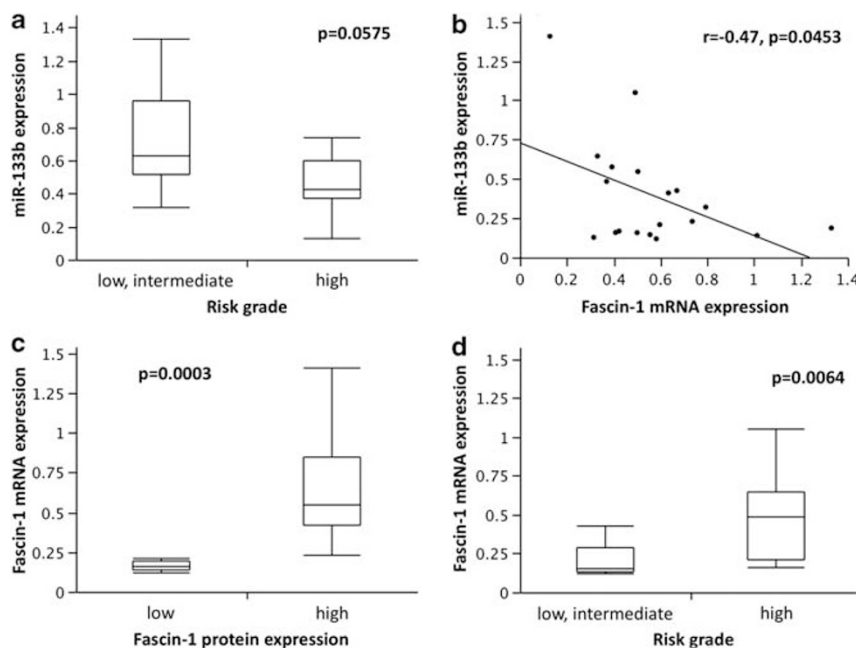 a
p=0.0575
miR-133b expression
1.4
1.2
1
0.8
0.6
0.4
0.2
0
low, intermediate high
Risk grade
b
r=-0.47, p=0.0453
miR-133b expression
1.5
1.25
1
0.75
0.5
0.25
0
0 0.2 0.4 0.6 0.8 1 1.2 1.4
Fascin-1 mRNA expression
c
p=0.0003
Fascin-1 mRNA expression
1.5
1.25
1
0.75
0.5
0.25
0
low high
Fascin-1 protein expression
d
p=0.0064
Fascin-1 mRNA expression
1.5
1.25
1
0.75
0.5
0.25
0
low, intermediate high
Risk grade